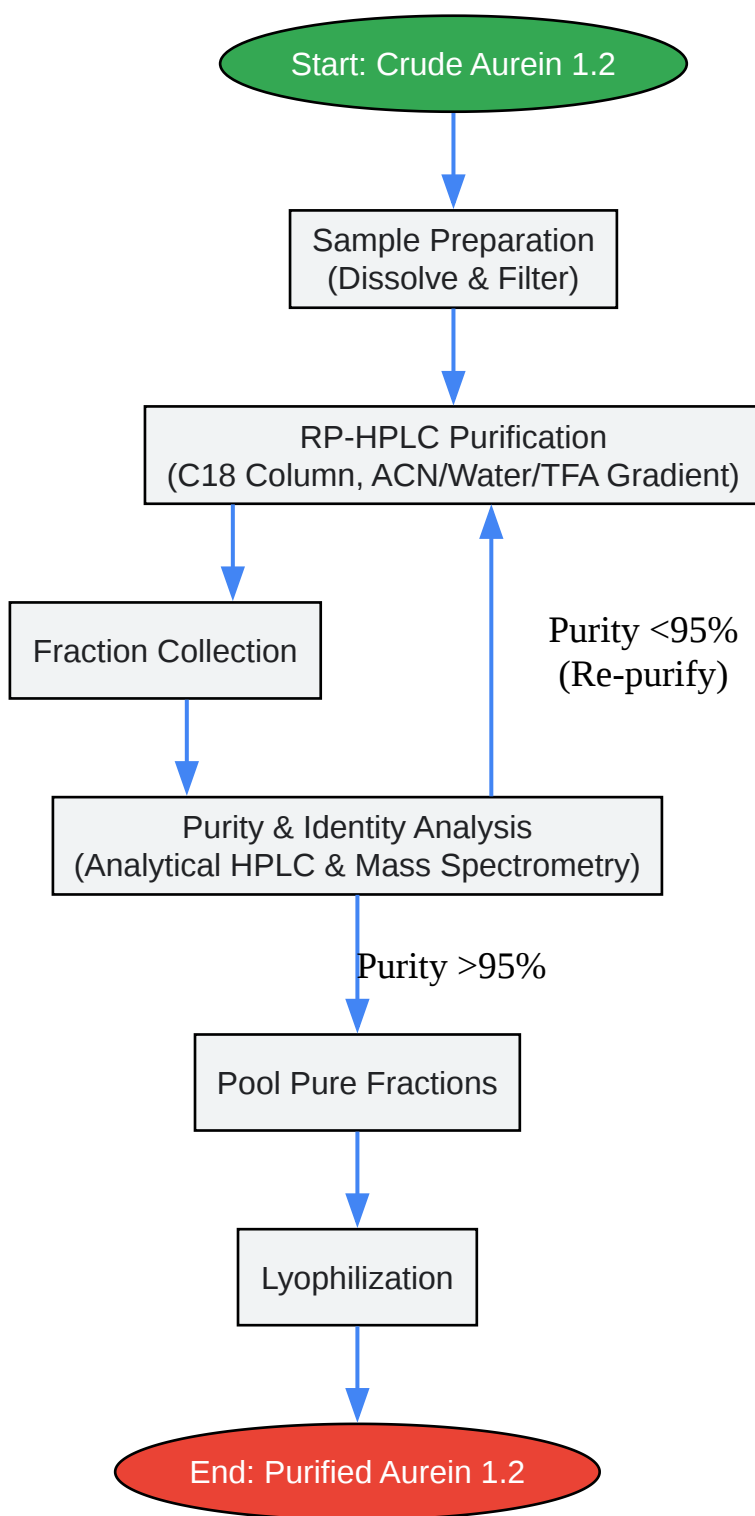 Start: Crude Aurein 1.2
Sample Preparation
(Dissolve & Filter)
RP-HPLC Purification
(C18 Column, ACN/Water/TFA Gradient)
Fraction Collection
Purity <95%
(Re-purify)
Purity & Identity Analysis
(Analytical HPLC & Mass Spectrometry)
Purity >95%
Pool Pure Fractions
Lyophilization
End: Purified Aurein 1.2